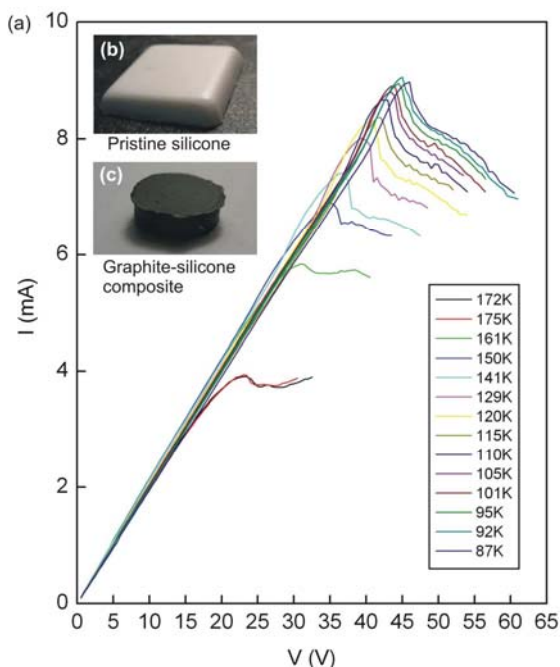 (a)
(b)
Pristine silicone
(c)
Graphite-silicone
composite
I (mA)
10
8
6
4
2
0
0 5 10 15 20 25 30 35 40 45 50 55 60 65
V (V)
172K
175K
161K
150K
141K
129K
120K
115K
110K
105K
101K
95K
92K
87K